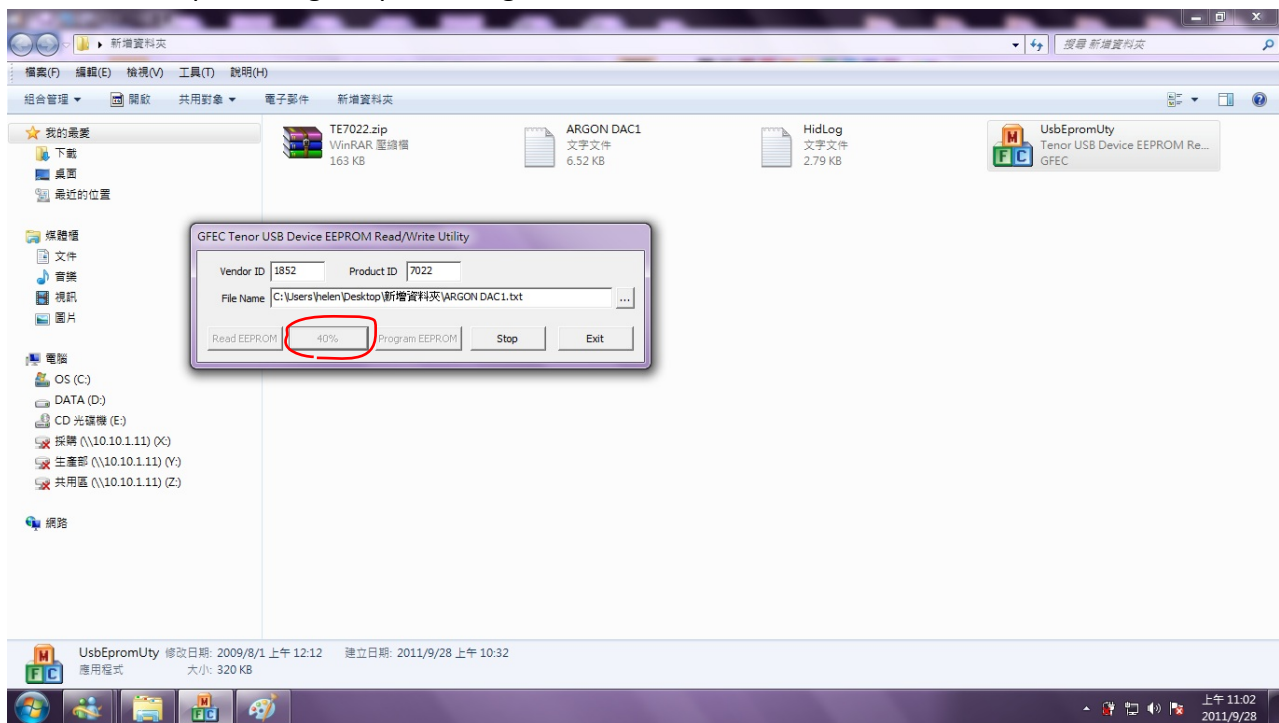 新增資料夾
搜尋 新增資料夾
檔案(F) 編輯(E) 檢視(V) 工具(T) 說明(H)
組合管理 開啟 共用對象 電子郵件 新增資料夾
我的最愛
下載
桌面
最近的位置
媒體櫃
文件
音樂
視訊
圖片
電腦
OS (C:)
DATA (D:)
CD 光碟機 (E:)
採購 (\\10.10.1.11) (X:)
生產部 (\\10.10.1.11) (Y:)
共用區 (\\10.10.1.11) (Z:)
網路
TE7022.zip
WinRAR 壓縮檔
163 KB
ARGON DAC1
文字文件
6.52 KB
HidLog
文字文件
2.79 KB
UsbEpromUty
Tenor USB Device EEPROM Re...
GFEC
GFEC Tenor USB Device EEPROM Read/Write Utility
Vendor ID 1852 Product ID 7022
File Name C:\Users\helen\Desktop\新增資料夾\ARGON DAC1.txt ...
Read EEPROM 40% Program EEPROM Stop Exit
UsbEpromUty 修改日期: 2009/8/1 上午 12:12 建立日期: 2011/9/28 上午 10:32
應用程式 大小: 320 KB
上午 11:02
2011/9/28